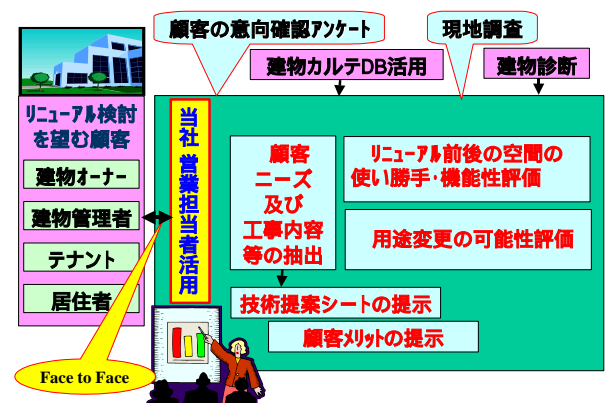 顧客の意向確認ｱﾝｹｰﾄ
現地調査
建物カルテDB活用
建物診断
ﾘﾆｭｰｱﾙ検討
を望む顧客
建物オーナー
建物管理者
テナント
居住者
Face to Face
当社 営業担当者活用
顧客
ニーズ
及び
工事内容
等の抽出
ﾘﾆｭｰｱﾙ前後の空間の
使い勝手･機能性評価
用途変更の可能性評価
技術提案シートの提示
顧客ﾒﾘｯﾄの提示